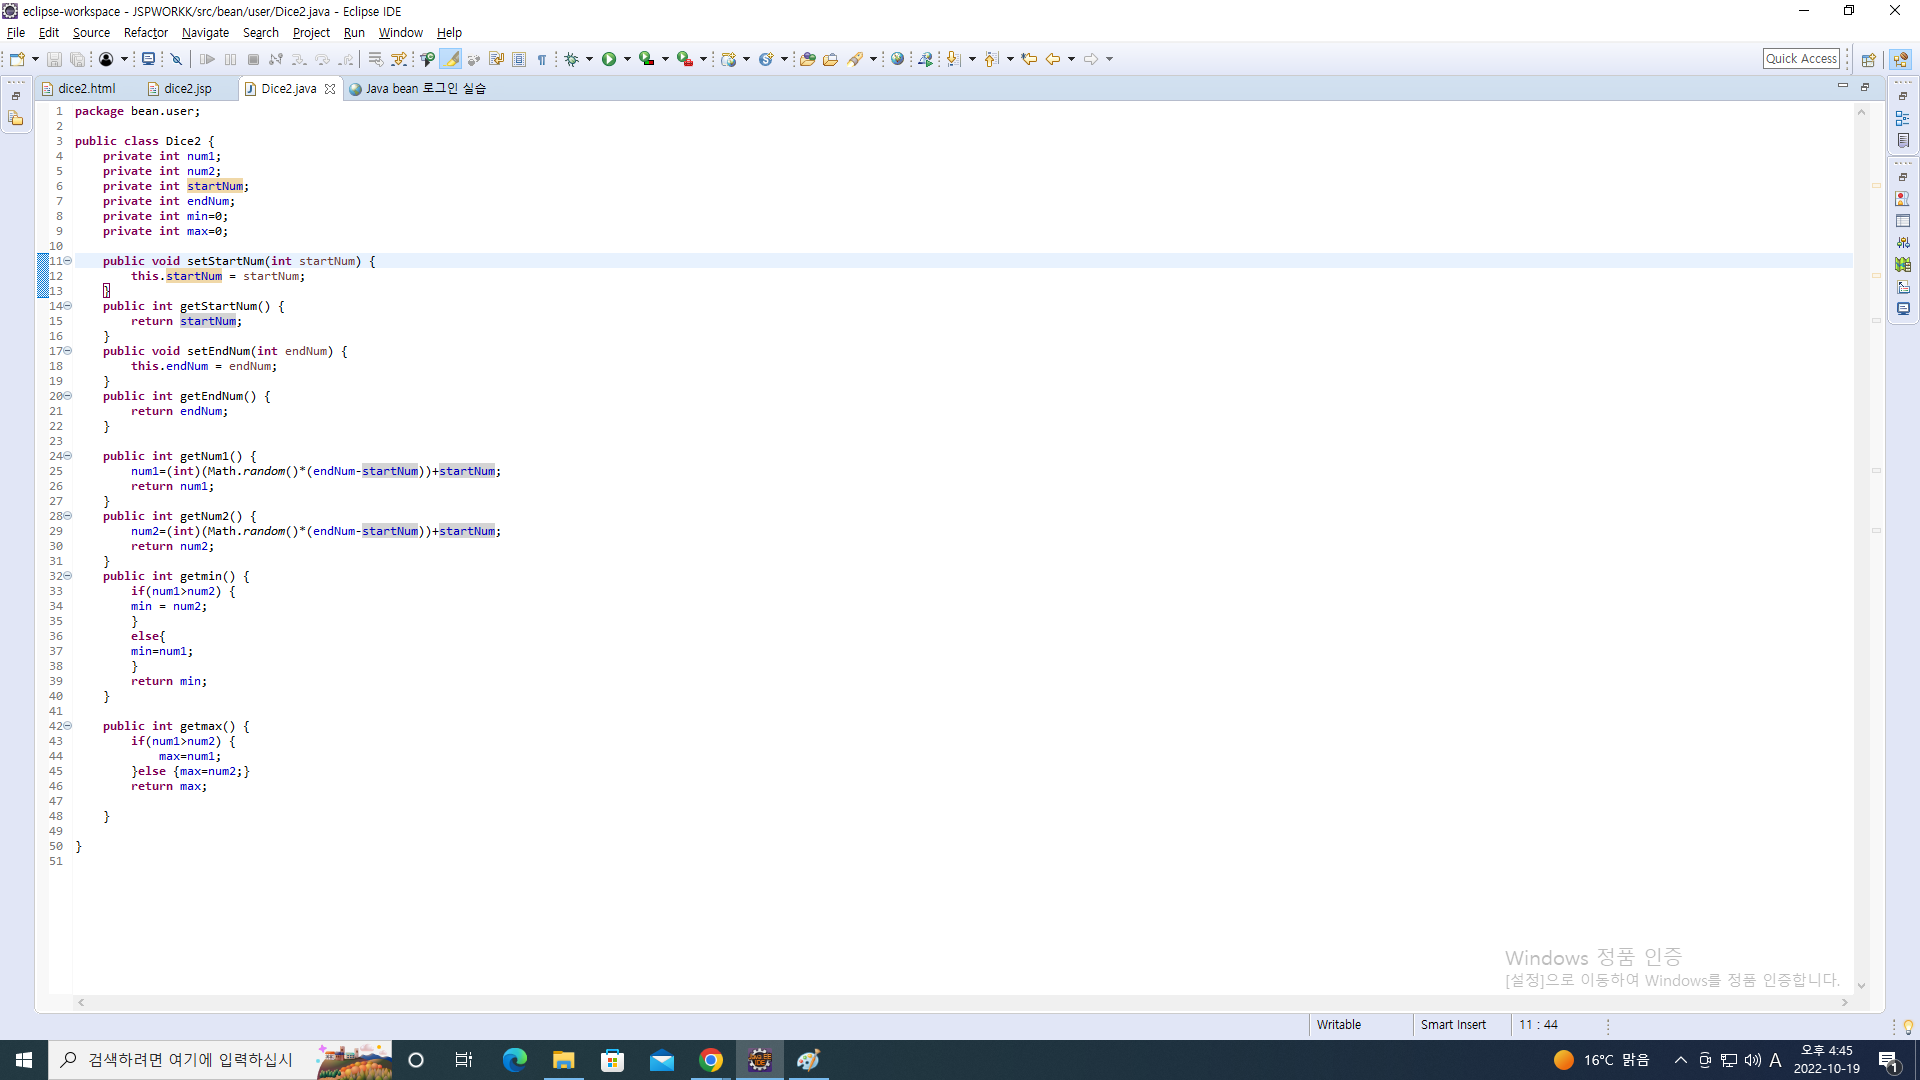 eclipse-workspace - JSPWORKK/src/bean/user/Dice2.java - Eclipse IDE
File Edit Source Refactor Navigate Search Project Run Window Help
Quick Access
dice2.html dice2.jsp Dice2.java Java bean 로그인 실습
1 package bean.user;
2
3 public class Dice2 {
4     private int num1;
5     private int num2;
6     private int startNum;
7     private int endNum;
8     private int min=0;
9     private int max=0;
10
11     public void setStartNum(int startNum) {
12         this.startNum = startNum;
13     }
14     public int getStartNum() {
15         return startNum;
16     }
17     public void setEndNum(int endNum) {
18         this.endNum = endNum;
19     }
20     public int getEndNum() {
21         return endNum;
22     }
23
24     public int getNum1() {
25         num1=(int)(Math.random()*(endNum-startNum))+startNum;
26         return num1;
27     }
28     public int getNum2() {
29         num2=(int)(Math.random()*(endNum-startNum))+startNum;
30         return num2;
31     }
32     public int getmin() {
33         if(num1>num2) {
34         min = num2;
35         }
36         else{
37         min=num1;
38         }
39         return min;
40     }
41
42     public int getmax() {
43         if(num1>num2) {
44             max=num1;
45         }else {max=num2;}
46         return max;
47
48     }
49
50 }
51
Windows 정품 인증
[설정]으로 이동하여 Windows를 정품 인증합니다.
Writable Smart Insert 11 : 44
검색하려면 여기에 입력하십시
16°C 맑음 A 오후 4:45
2022-10-19
1